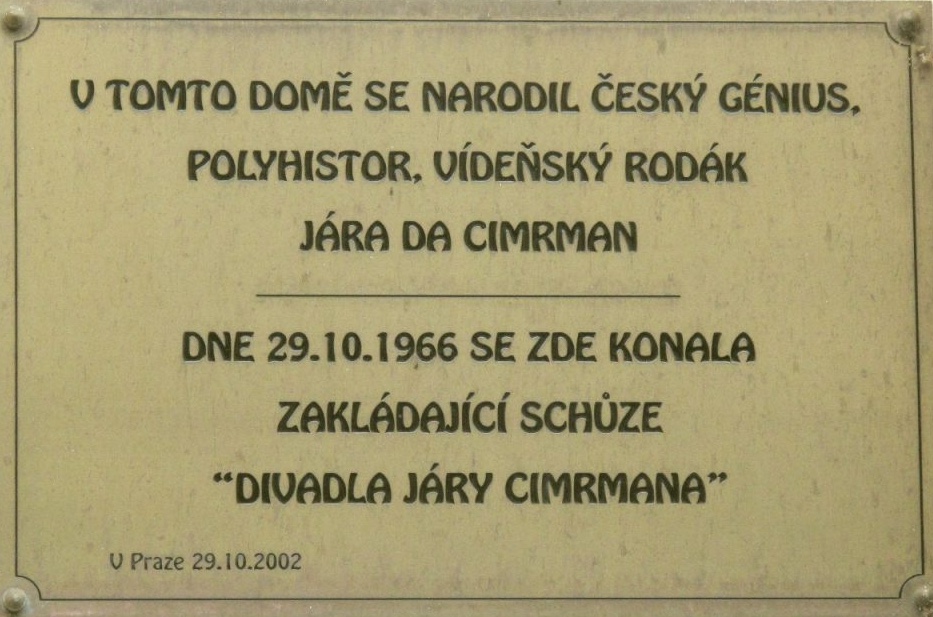 V TOMTO DOMĚ SE NARODIL ČESKÝ GÉNIUS,
POLYHISTOR, VÍDEŇSKÝ RODÁK
JÁRA DA CIMRMAN
DNE 29.10.1966 SE ZDE KONALA
ZAKLÁDAJÍCÍ SCHŮZE
“DIVADLA JÁRY CIMRMANA”
V Praze 29.10.2002